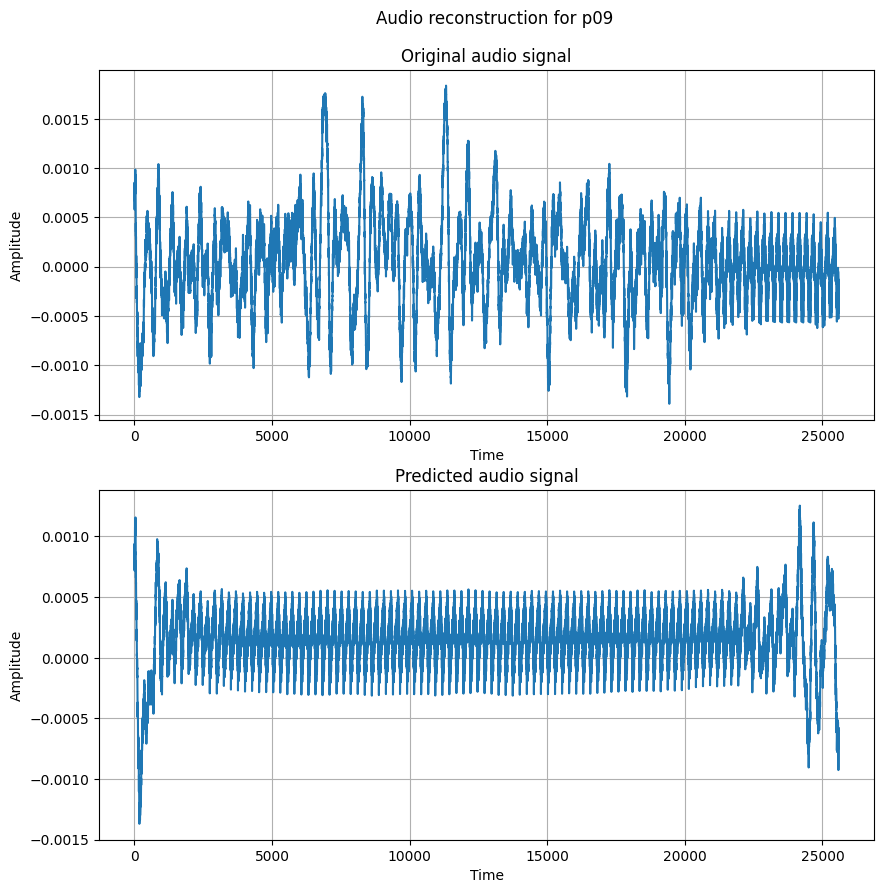 Audio reconstruction for p09
Original audio signal
Amplitude
0.0015
0.0010
0.0005
0.0000
−0.0005
−0.0010
−0.0015
0 5000 10000 15000 20000 25000
Time
Predicted audio signal
Amplitude
0.0010
0.0005
0.0000
−0.0005
−0.0010
−0.0015
0 5000 10000 15000 20000 25000
Time